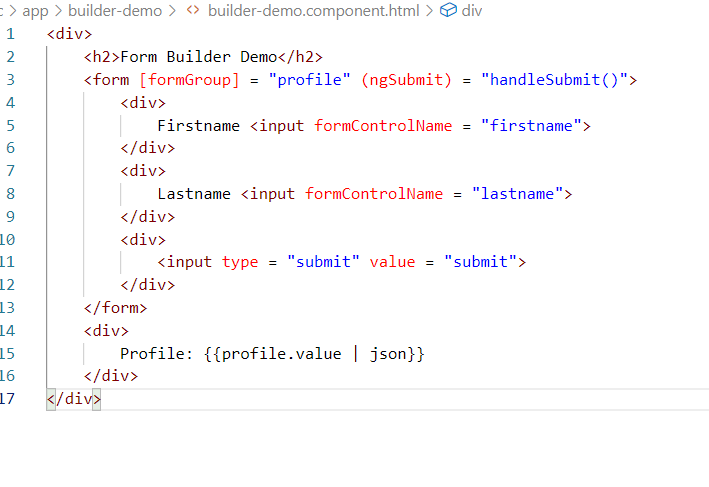 c > app > builder-demo > <> builder-demo.component.html > div
1 <div>
2 <h2>Form Builder Demo</h2>
3 <form [formGroup] = "profile" (ngSubmit) = "handleSubmit()">
4 <div>
5 Firstname <input formControlName = "firstname">
6 </div>
7 <div>
8 Lastname <input formControlName = "lastname">
9 </div>
10 <div>
11 <input type = "submit" value = "submit">
12 </div>
13 </form>
14 <div>
15 Profile: {{profile.value | json}}
16 </div>
17 </div>